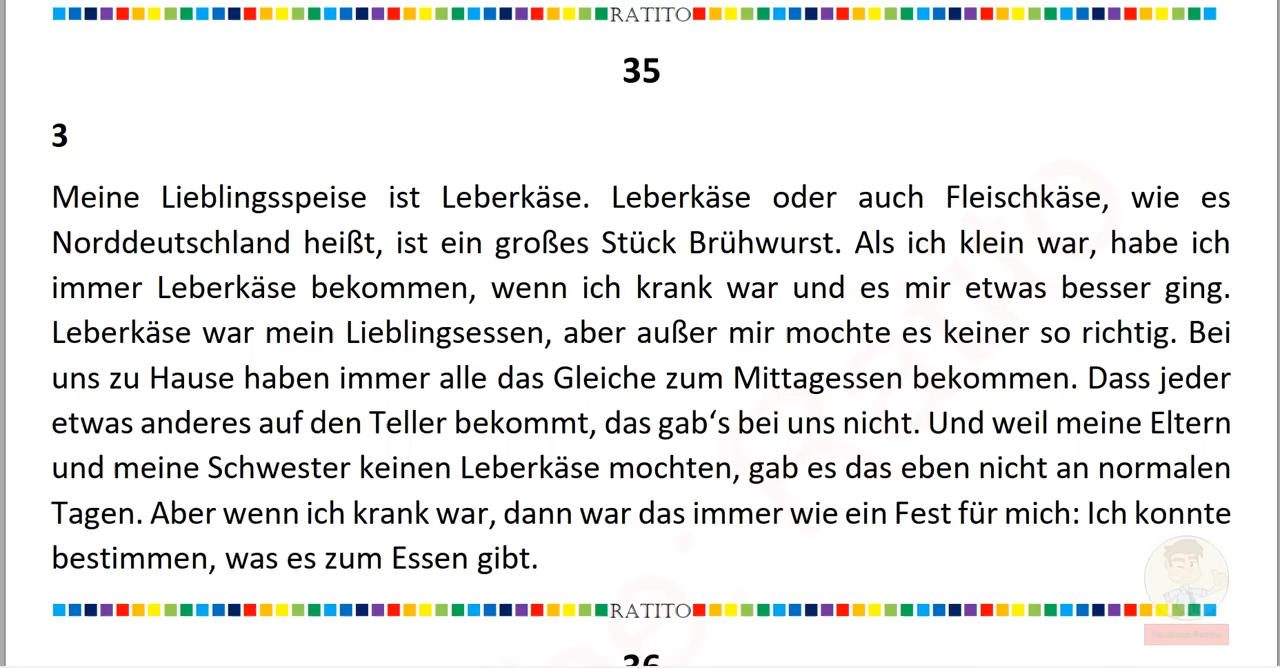 RATITO
35
3
Meine Lieblingsspeise ist Leberkäse. Leberkäse oder auch Fleischkäse, wie es
Norddeutschland heißt, ist ein großes Stück Brühwurst. Als ich klein war, habe ich
immer Leberkäse bekommen, wenn ich krank war und es mir etwas besser ging.
Leberkäse war mein Lieblingsessen, aber außer mir mochte es keiner so richtig. Bei
uns zu Hause haben immer alle das Gleiche zum Mittagessen bekommen. Dass jeder
etwas anderes auf den Teller bekommt, das gab‘s bei uns nicht. Und weil meine Eltern
und meine Schwester keinen Leberkäse mochten, gab es das eben nicht an normalen
Tagen. Aber wenn ich krank war, dann war das immer wie ein Fest für mich: Ich konnte
bestimmen, was es zum Essen gibt.
RATITO
36